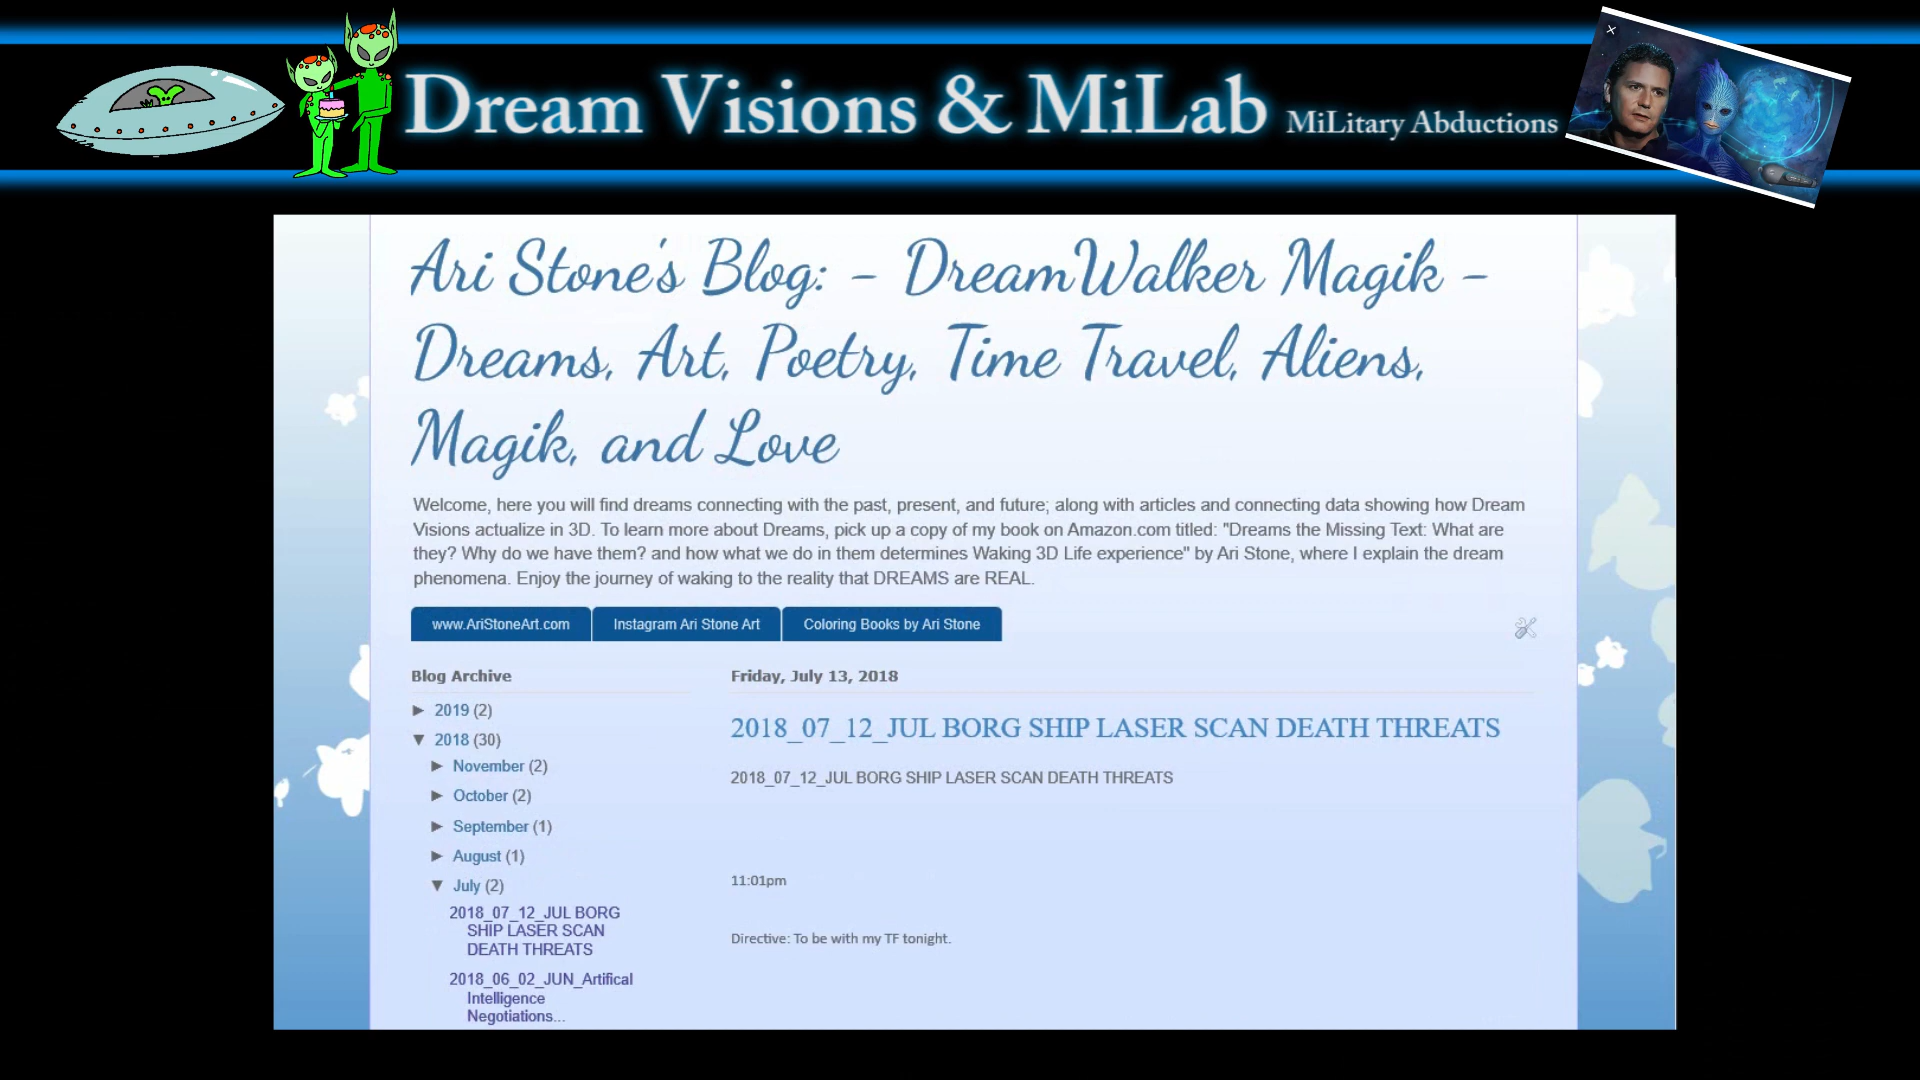 Dream Visions & MiLab MiLitary Abductions
Ari Stone's Blog: - DreamWalker Magik -
Dreams, Art, Poetry, Time Travel, Aliens,
Magik, and Love
Welcome, here you will find dreams connecting with the past, present, and future; along with articles and connecting data showing how Dream
Visions actualize in 3D. To learn more about Dreams, pick up a copy of my book on Amazon.com titled: "Dreams the Missing Text: What are
they? Why do we have them? and how what we do in them determines Waking 3D Life experience" by Ari Stone, where I explain the dream
phenomena. Enjoy the journey of waking to the reality that DREAMS are REAL.
www.AriStoneArt.com Instagram Ari Stone Art Coloring Books by Ari Stone
Blog Archive
► 2019 (2)
▼ 2018 (30)
► November (2)
► October (2)
► September (1)
► August (1)
▼ July (2)
2018_07_12_JUL BORG
SHIP LASER SCAN
DEATH THREATS
2018_06_02_JUN_Artifical
Intelligence
Negotiations...
Friday, July 13, 2018
2018_07_12_JUL BORG SHIP LASER SCAN DEATH THREATS
2018_07_12_JUL BORG SHIP LASER SCAN DEATH THREATS
11:01pm
Directive: To be with my TF tonight.